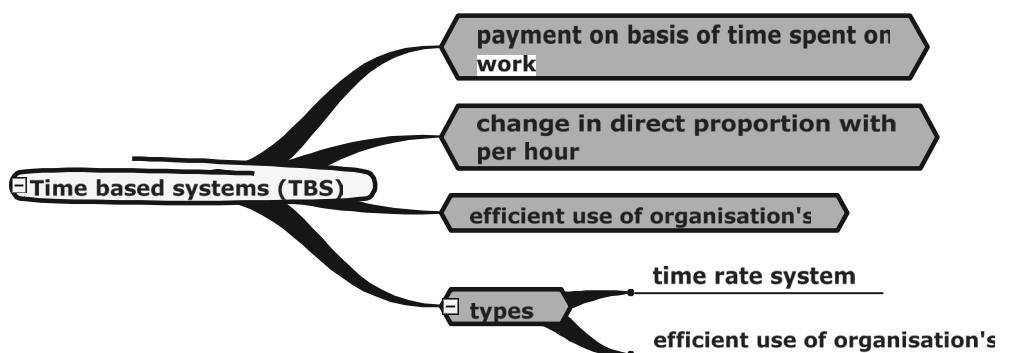 payment on basis of time spent on
work
change in direct proportion with
per hour
Time based systems (TBS)
efficient use of organisation's
time rate system
types
efficient use of organisation's